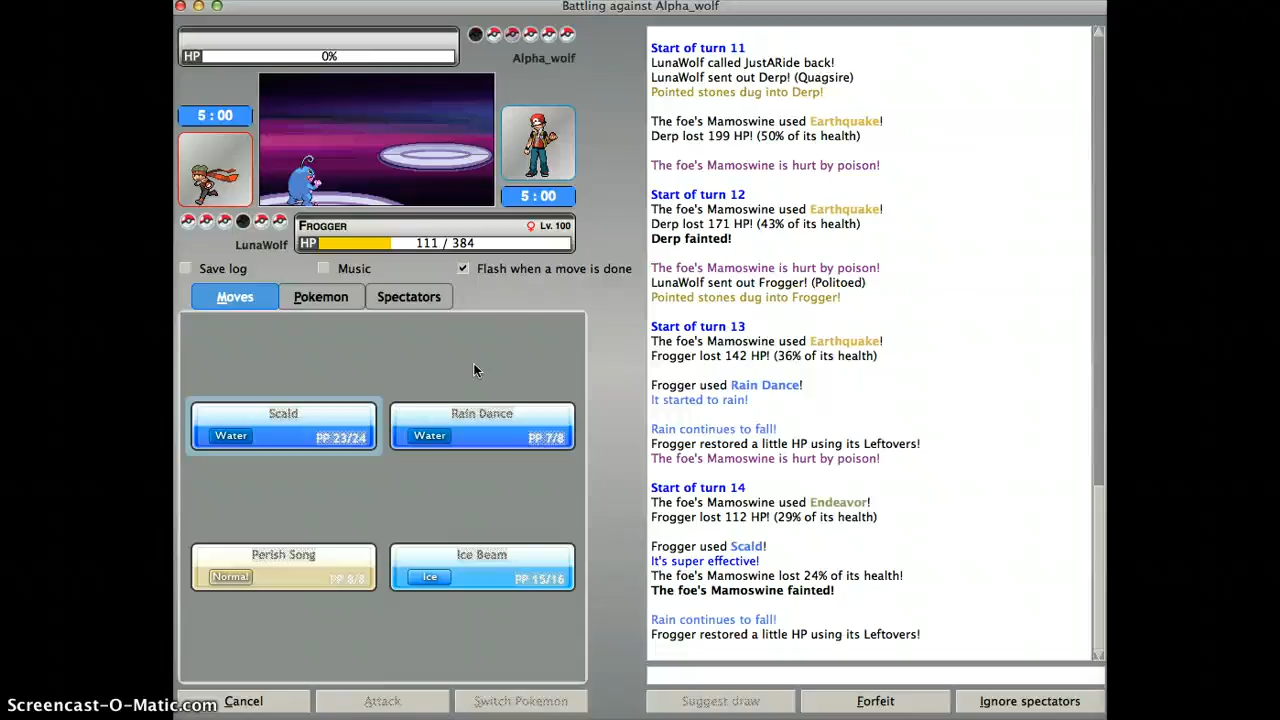 Battling against Alpha_wolf
HP 0%
Alpha_wolf
5:00
5:00
LunaWolf
FROGGER ♀ Lv. 100
HP 111 / 384
Save log
Music
Flash when a move is done
Moves
Pokemon
Spectators
Scald
Water PP 23/24
Rain Dance
Water PP 7/8
Perish Song
Normal PP 8/8
Ice Beam
Ice PP 15/16
Cancel
Attack
Switch Pokemon
Start of turn 11
LunaWolf called JustARide back!
LunaWolf sent out Derp! (Quagsire)
Pointed stones dug into Derp!
The foe's Mamoswine used Earthquake!
Derp lost 199 HP! (50% of its health)
The foe's Mamoswine is hurt by poison!
Start of turn 12
The foe's Mamoswine used Earthquake!
Derp lost 171 HP! (43% of its health)
Derp fainted!
The foe's Mamoswine is hurt by poison!
LunaWolf sent out Frogger! (Politoed)
Pointed stones dug into Frogger!
Start of turn 13
The foe's Mamoswine used Earthquake!
Frogger lost 142 HP! (36% of its health)
Frogger used Rain Dance!
It started to rain!
Rain continues to fall!
Frogger restored a little HP using its Leftovers!
The foe's Mamoswine is hurt by poison!
Start of turn 14
The foe's Mamoswine used Endeavor!
Frogger lost 112 HP! (29% of its health)
Frogger used Scald!
It's super effective!
The foe's Mamoswine lost 24% of its health!
The foe's Mamoswine fainted!
Rain continues to fall!
Frogger restored a little HP using its Leftovers!
Suggest draw
Forfeit
Ignore spectators
Screencast-O-Matic.com